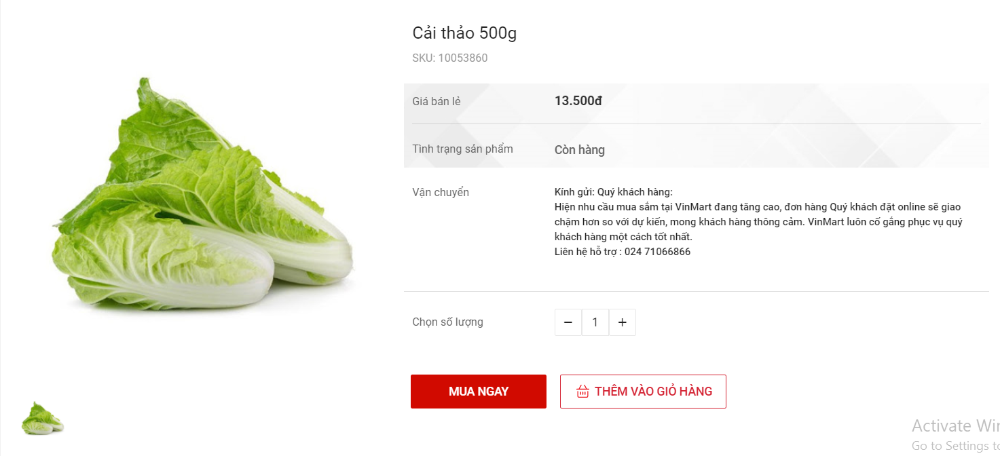 Cải thảo 500g
SKU: 10053860
Giá bán lẻ
13.500đ
Tình trạng sản phẩm
Còn hàng
Vận chuyển
Kính gửi: Quý khách hàng:
Hiện nhu cầu mua sắm tại VinMart đang tăng cao, đơn hàng Quý khách đặt online sẽ giao
chậm hơn so với dự kiến, mong khách hàng thông cảm. VinMart luôn cố gắng phục vụ quý
khách hàng một cách tốt nhất.
Liên hệ hỗ trợ : 024 71066866
Chọn số lượng
− 1 +
MUA NGAY
THÊM VÀO GIỎ HÀNG
Activate Win
Go to Settings to